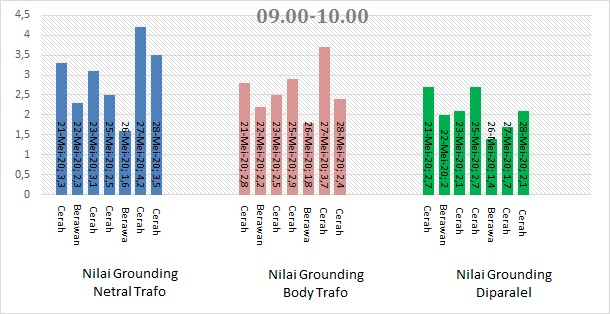 09.00-10.00
4,5
4
3,5
3
2,5
2
1,5
1
0,5
0
21-Mei-20; 3,3
22-Mei-20; 2,3
23-Mei-20; 3,1
25-Mei-20; 2,5
26-Mei-20; 1,6
27-Mei-20; 4,2
28-Mei-20; 3,5
21-Mei-20; 2,8
22-Mei-20; 2,2
23-Mei-20; 2,5
25-Mei-20; 2,9
26-Mei-20; 1,8
27-Mei-20; 3,7
28-Mei-20; 2,4
21-Mei-20; 2,7
22-Mei-20; 2
23-Mei-20; 2,1
25-Mei-20; 2,7
26-Mei-20; 1,4
27-Mei-20; 1,7
28-Mei-20; 2,1
Cerah
Berawan
Cerah
Cerah
Berawa
Cerah
Cerah
Cerah
Berawan
Cerah
Cerah
Berawa
Cerah
Cerah
Cerah
Berawan
Cerah
Cerah
Berawa
Cerah
Cerah
Nilai Grounding
Netral Trafo
Nilai Grounding
Body Trafo
Nilai Grounding
Diparalel